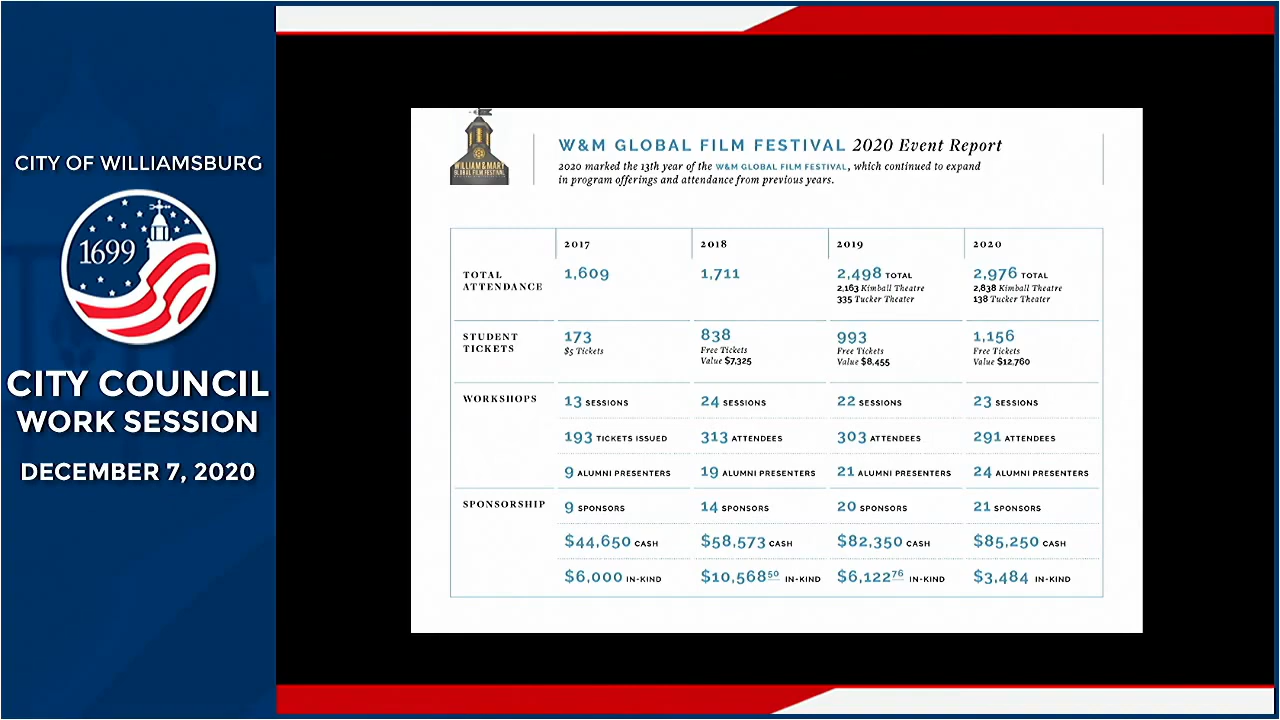 CITY OF WILLIAMSBURG
1699
CITY COUNCIL
WORK SESSION
DECEMBER 7, 2020
WILLIAM & MARY
GLOBAL FILM FESTIVAL
W&M GLOBAL FILM FESTIVAL 2020 Event Report
2020 marked the 13th year of the W&M GLOBAL FILM FESTIVAL, which continued to expand
in program offerings and attendance from previous years.
2017 2018 2019 2020
TOTAL ATTENDANCE 1,609 1,711 2,498 TOTAL 2,976 TOTAL
2,163 Kimball Theatre 2,838 Kimball Theatre
335 Tucker Theater 138 Tucker Theater
STUDENT TICKETS 173 838 993 1,156
$5 Tickets Free Tickets Free Tickets Free Tickets
Value $7,325 Value $8,455 Value $12,760
WORKSHOPS 13 SESSIONS 24 SESSIONS 22 SESSIONS 23 SESSIONS
193 TICKETS ISSUED 313 ATTENDEES 303 ATTENDEES 291 ATTENDEES
9 ALUMNI PRESENTERS 19 ALUMNI PRESENTERS 21 ALUMNI PRESENTERS 24 ALUMNI PRESENTERS
SPONSORSHIP 9 SPONSORS 14 SPONSORS 20 SPONSORS 21 SPONSORS
$44,650 CASH $58,573 CASH $82,350 CASH $85,250 CASH
$6,000 IN-KIND $10,56850 IN-KIND $6,12276 IN-KIND $3,484 IN-KIND